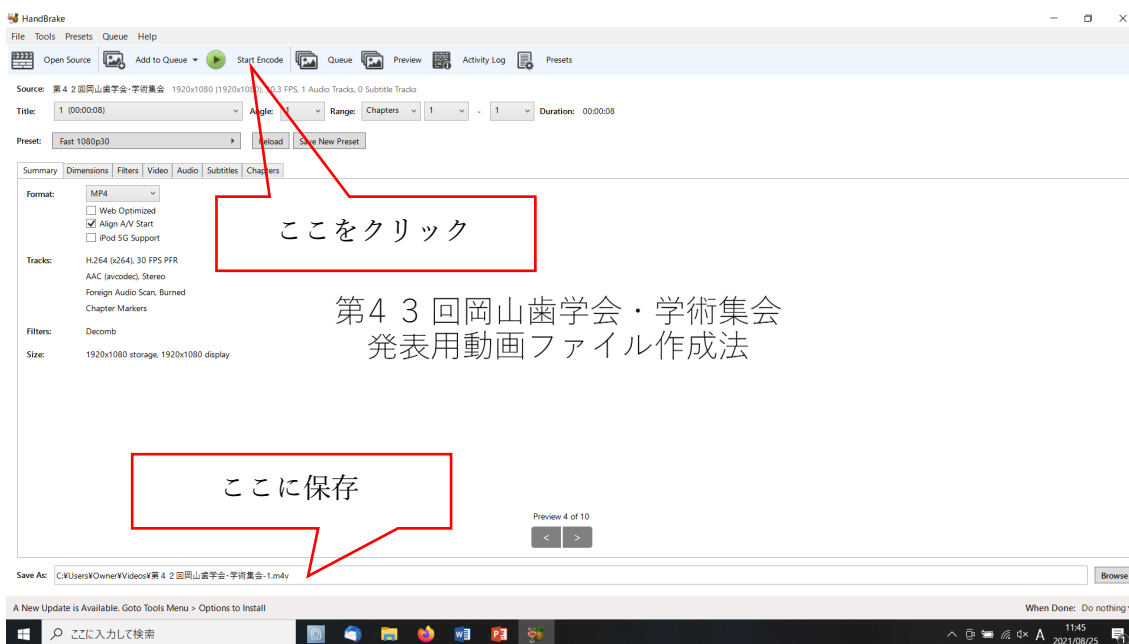 HandBrake
File Tools Presets Queue Help
Open Source Add to Queue Start Encode Queue Preview Activity Log Presets
Source: 第４２回岡山歯学会・学術集会 1920x1080 (1920x1080), FPS, 1 Audio Tracks, 0 Subtitle Tracks
Title: 1 (00:00:08) Angle: 1 Range: Chapters 1 - 1 Duration: 00:00:08
Preset: Fast 1080p30 Reload Save New Preset
Summary Dimensions Filters Video Audio Subtitles Chapters
Format: MP4
Web Optimized
Align A/V Start
iPod 5G Support
ここをクリック
Tracks: H.264 (x264), 30 FPS PFR
AAC (avcodec), Stereo
Foreign Audio Scan, Burned
Chapter Markers
Filters: Decomb
Size: 1920x1080 storage, 1920x1080 display
第4３回岡山歯学会・学術集会
発表用動画ファイル作成法
ここに保存
Preview 4 of 10
< >
Save As: C:¥Users¥Owner¥Videos¥第４２回岡山歯学会・学術集会-1.m4v Browse
A New Update is Available. Goto Tools Menu > Options to Install When Done: Do nothing
ここに入力して検索
A 11:45
2021/08/25